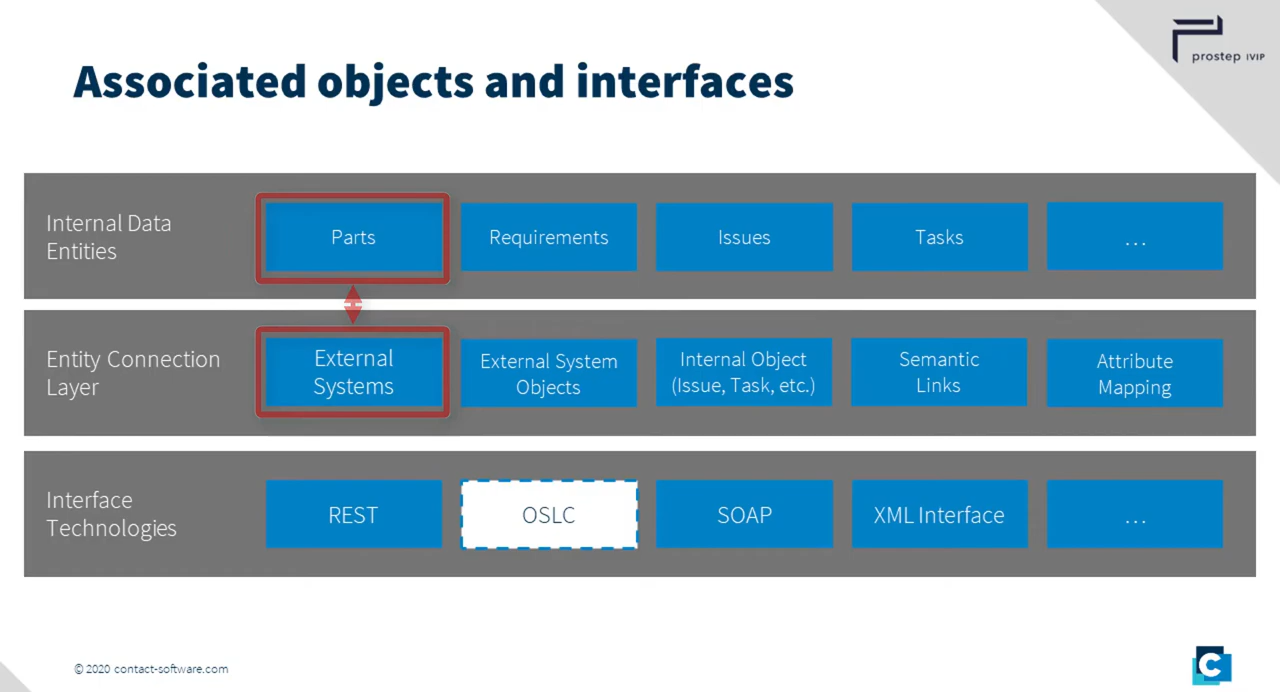 prostep IVIP
Associated objects and interfaces
Internal Data
Entities
Parts
Requirements
Issues
Tasks
...
Entity Connection
Layer
External
Systems
External System
Objects
Internal Object
(Issue, Task, etc.)
Semantic
Links
Attribute
Mapping
Interface
Technologies
REST
OSLC
SOAP
XML Interface
...
© 2020 contact-software.com
C